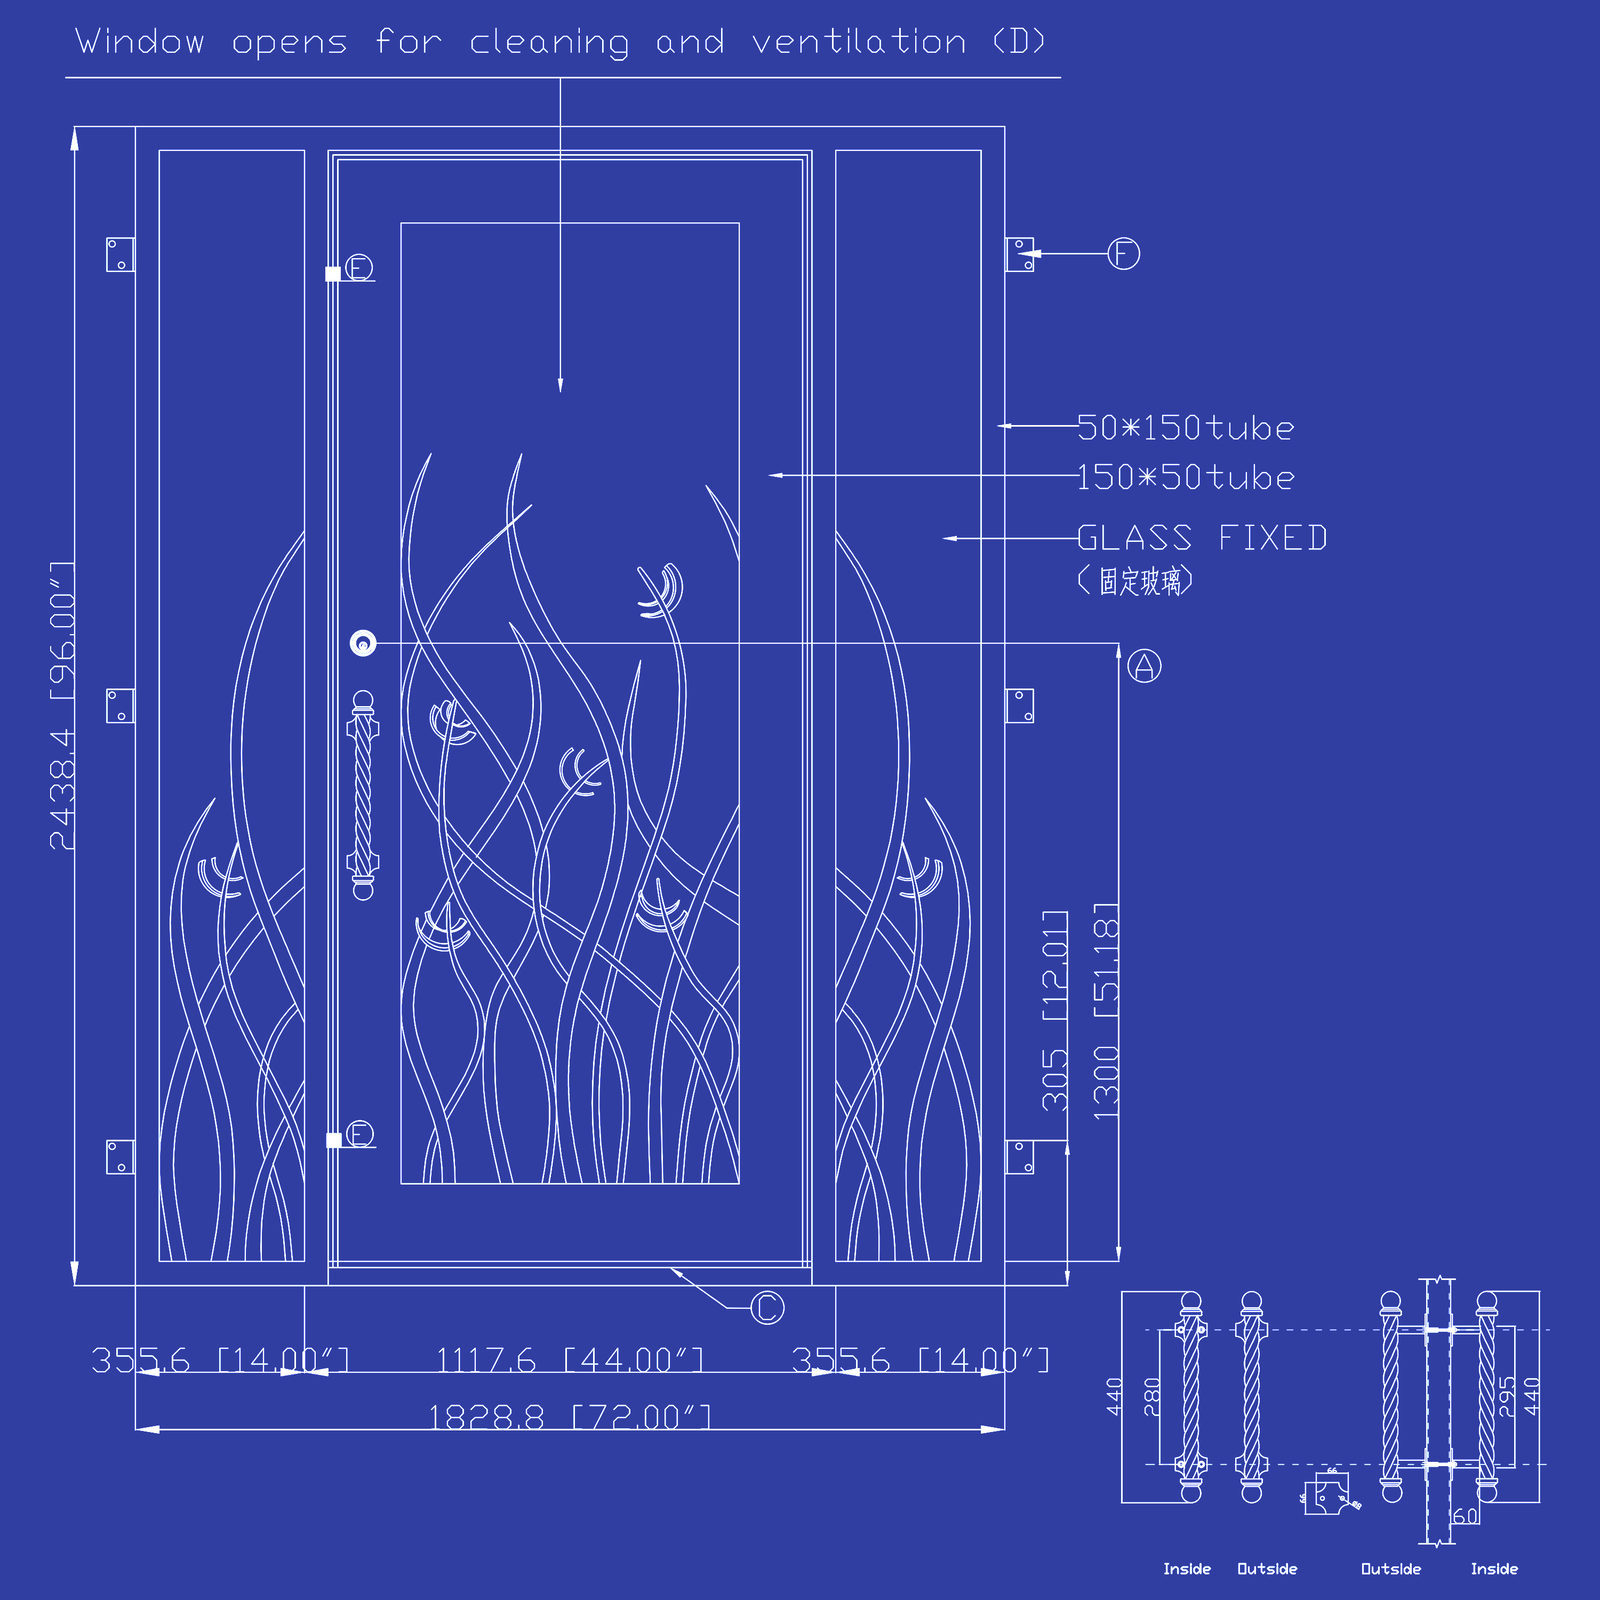 Window opens for cleaning and ventilation (D)
E
F
50*150tube
150*50tube
GLASS FIXED
(固定玻璃)
A
2438.4 [96.00"]
305 [12.01]
1300 [51.18]
E
C
355.6 [14.00"]
1117.6 [44.00"]
355.6 [14.00"]
1828.8 [72.00"]
440
280
295
440
66
66
60
Inside
Outside
Outside
Inside